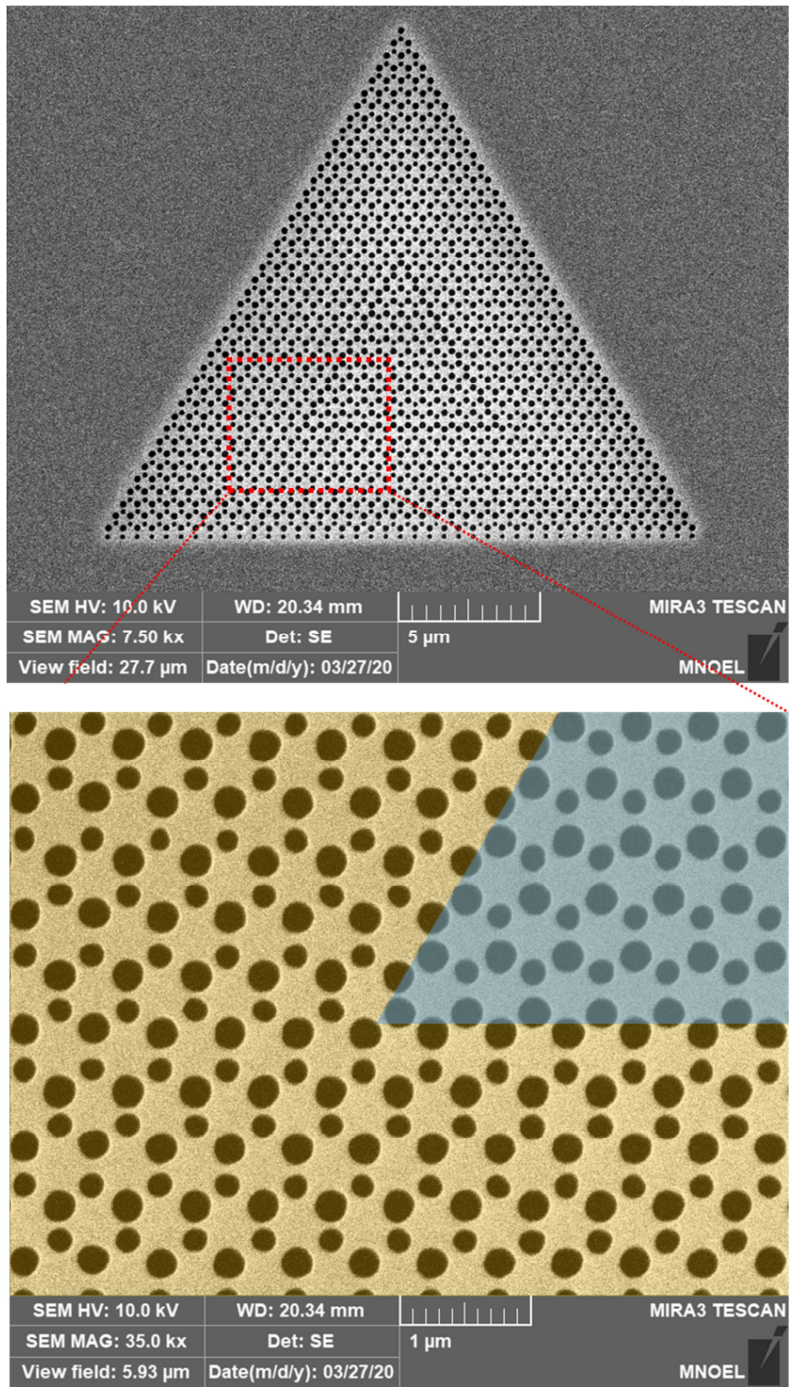 SEM HV: 10.0 kV WD: 20.34 mm MIRA3 TESCAN
SEM MAG: 7.50 kx Det: SE 5 µm
View field: 27.7 µm Date(m/d/y): 03/27/20 MNOEL
SEM HV: 10.0 kV WD: 20.34 mm MIRA3 TESCAN
SEM MAG: 35.0 kx Det: SE 1 µm
View field: 5.93 µm Date(m/d/y): 03/27/20 MNOEL